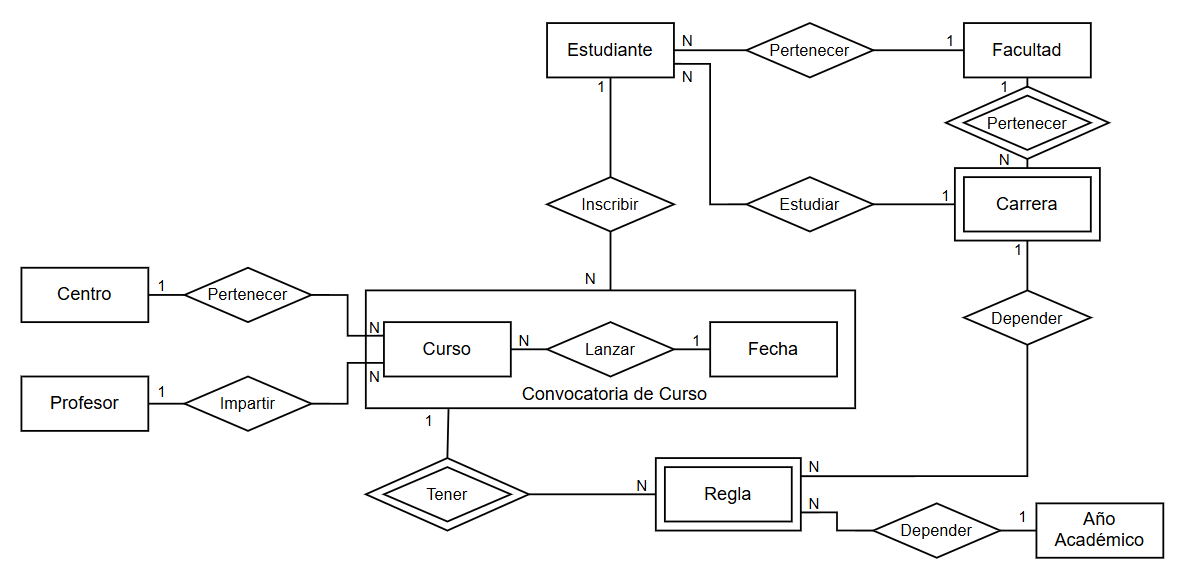 Estudiante
N
Pertenecer
1
Facultad
N
1
1
Pertenecer
N
Inscribir
Estudiar
1
Carrera
1
N
Centro
1
Pertenecer
N
Depender
Curso
N
Lanzar
1
Fecha
N
Profesor
1
Impartir
Convocatoria de Curso
1
N
Tener
N
Regla
N
Depender
1
Año
Académico